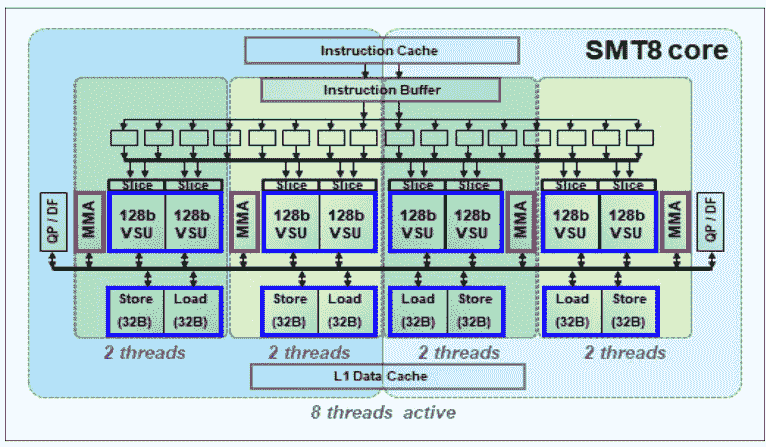 Instruction Cache
SMT8 core
Instruction Buffer
Slice Slice Slice Slice Slice Slice Slice Slice
QP / DF
MMA
128b VSU
128b VSU
MMA
128b VSU
128b VSU
128b VSU
128b VSU
MMA
128b VSU
128b VSU
MMA
QP / DF
Store (32B)
Load (32B)
Store (32B)
Load (32B)
Load (32B)
Store (32B)
Load (32B)
Store (32B)
2 threads 2 threads 2 threads 2 threads
L1 Data Cache
8 threads active